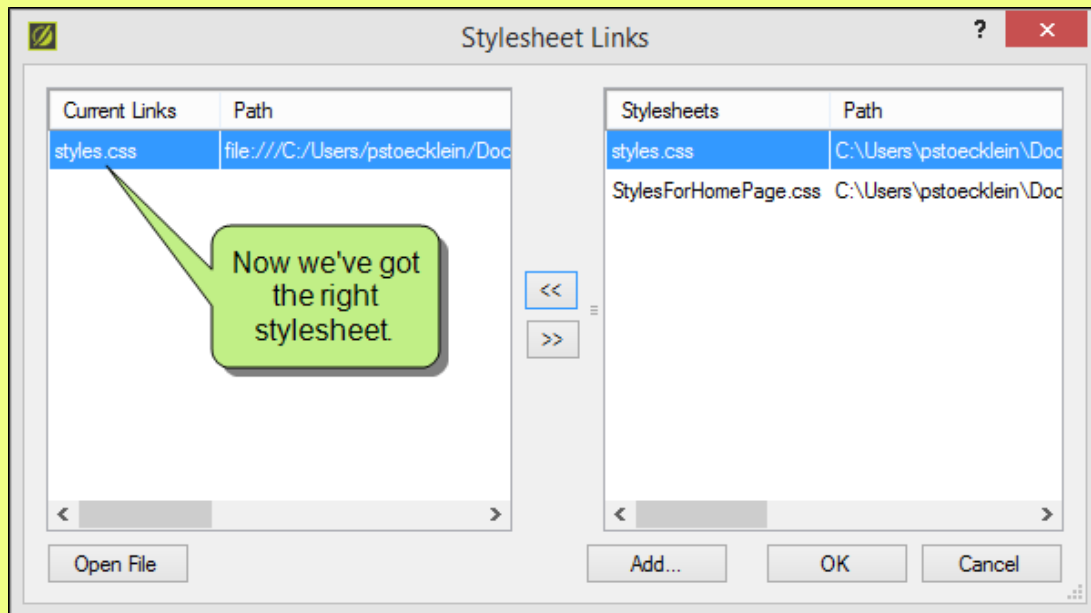 Stylesheet Links
?
Current Links Path
styles.css file:///C:/Users/pstoecklein/Doc
Now we've got
the right
stylesheet.
<<
>>
Stylesheets Path
styles.css C:\Users\pstoecklein\Doc
StylesForHomePage.css C:\Users\pstoecklein\Doc
Open File
Add...
OK
Cancel